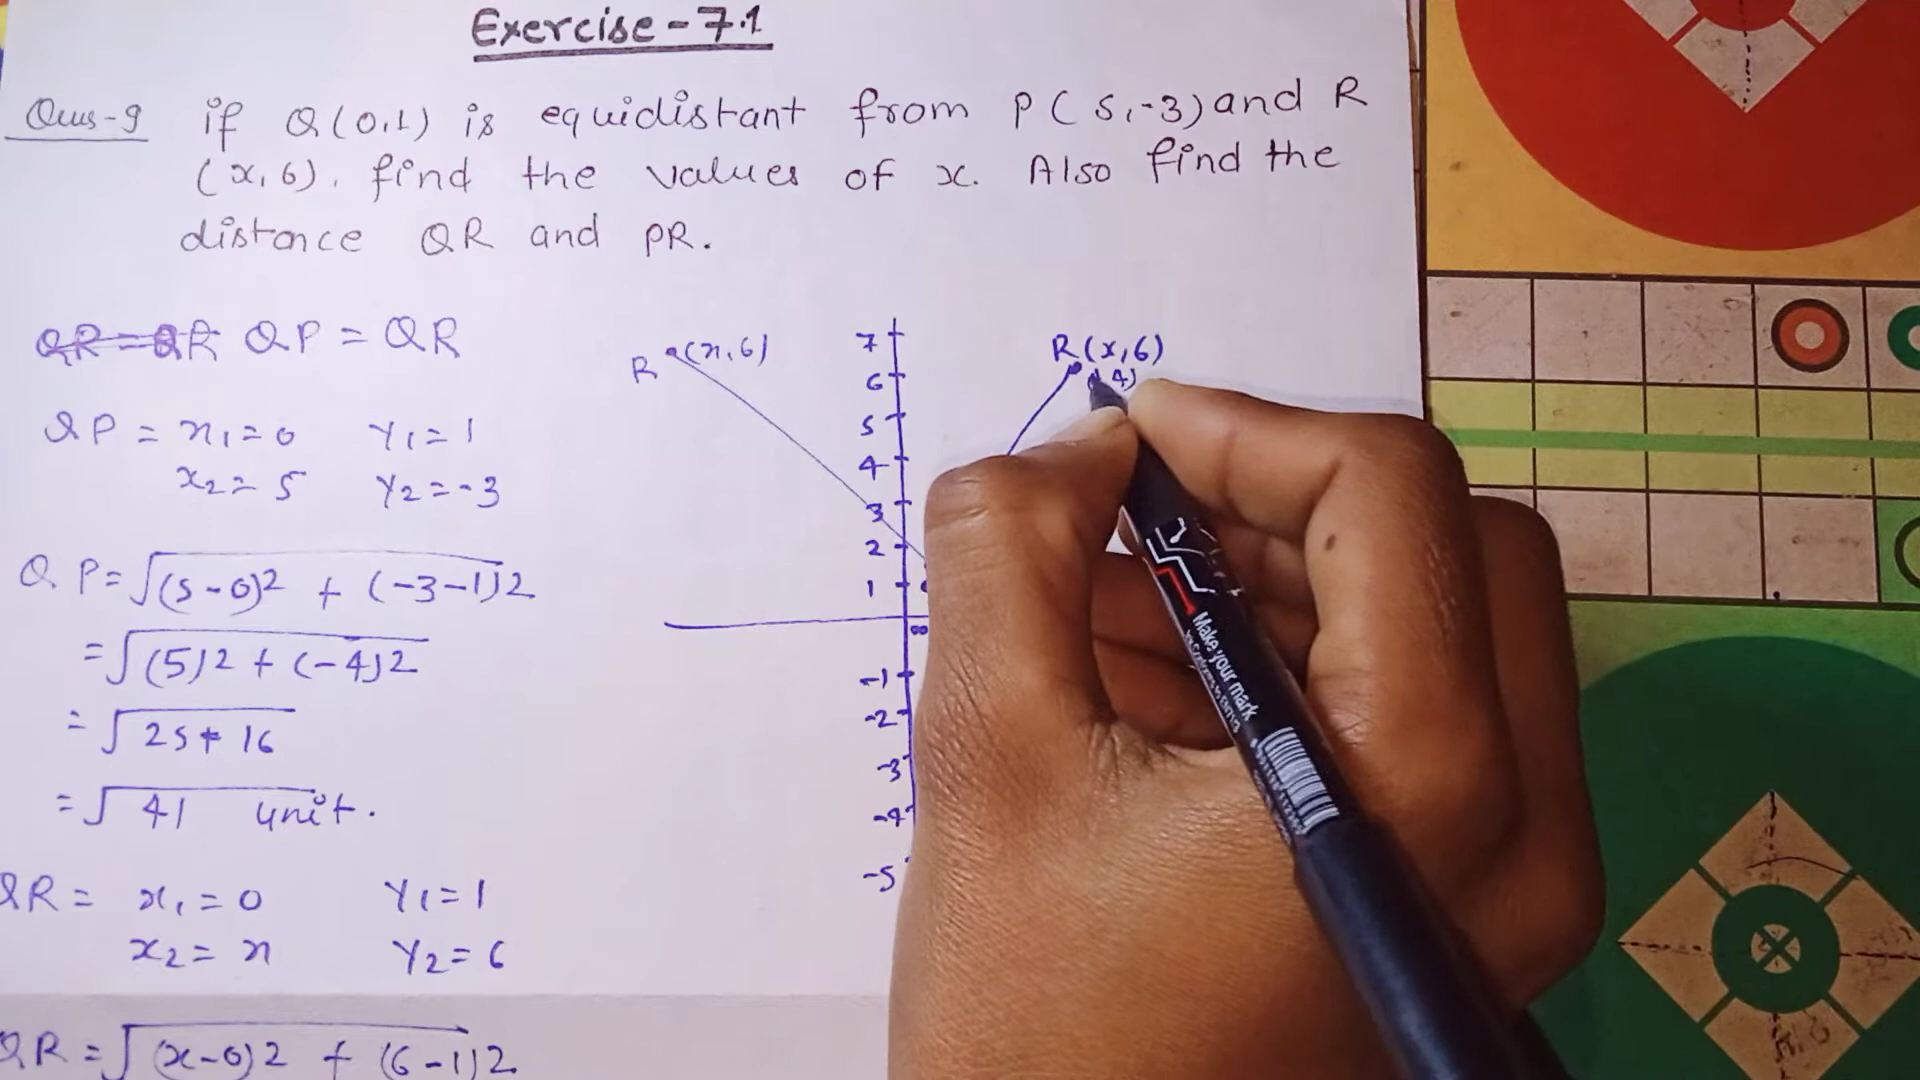 Exercise-7.1
Qus-9 if Q(0,1) is equidistant from P(5,-3) and R
(x,6), find the values of x. Also find the
distance QR and PR.
QR=QR QP = QR
QP = x1=0 Y1=1
x2=5 Y2=-3
QP=√(5-0)2 + (-3-1)2
=√(5)2+(-4)2
=√25+16
=√41 unit.
QR= x1=0 Y1=1
x2=x Y2=6
QR=√(x-0)2 + (6-1)2
R (x,6)
R(x,6)
7
6
5
4
3
2
1
-1
-2
-3
-4
-5
Make your mark